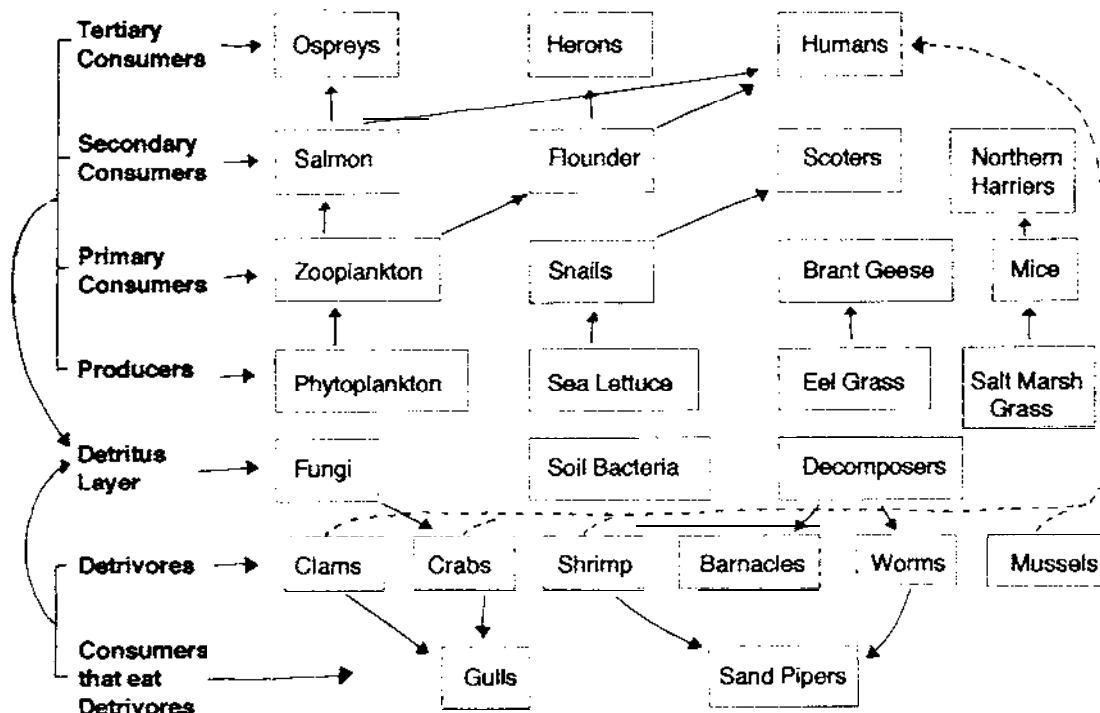 Tertiary
Consumers
Ospreys
Herons
Humans
Secondary
Consumers
Salmon
Flounder
Scoters
Northern
Harriers
Primary
Consumers
Zooplankton
Snails
Brant Geese
Mice
Producers
Phytoplankton
Sea Lettuce
Eel Grass
Salt Marsh
Grass
Detritus
Layer
Fungi
Soil Bacteria
Decomposers
Detrivores
Clams
Crabs
Shrimp
Barnacles
Worms
Mussels
Consumers
that eat
Detrivores
Gulls
Sand Pipers